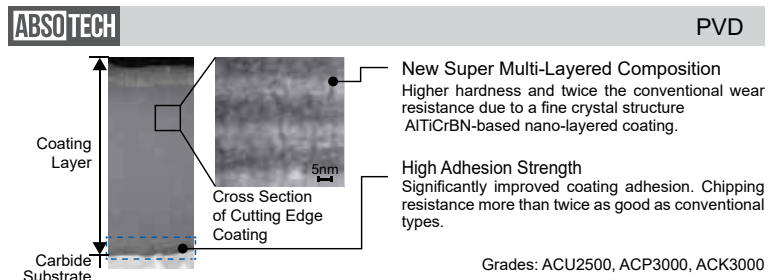 ABSOTECH
PVD
New Super Multi-Layered Composition
Higher hardness and twice the conventional wear
resistance due to a fine crystal structure
AlTiCrBN-based nano-layered coating.
Coating
Layer
5nm
High Adhesion Strength
Significantly improved coating adhesion. Chipping
resistance more than twice as good as conventional
types.
Cross Section
of Cutting Edge
Coating
Carbide
Substrate
Grades: ACU2500, ACP3000, ACK3000